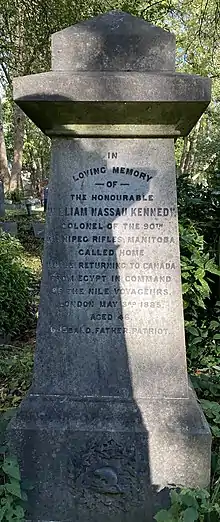 IN
LOVING MEMORY
— OF —
THE HONOURABLE
WILLIAM NASSAU KENNEDY
COLONEL OF THE 90TH
WINNIPEG RIFLES, MANITOBA
CALLED HOME
WHILST RETURNING TO CANADA
FROM EGYPT IN COMMAND
OF THE NILE VOYAGEURS,
LONDON MAY 3RD 1885,
AGED 46.
HUSBAND, FATHER, PATRIOT.